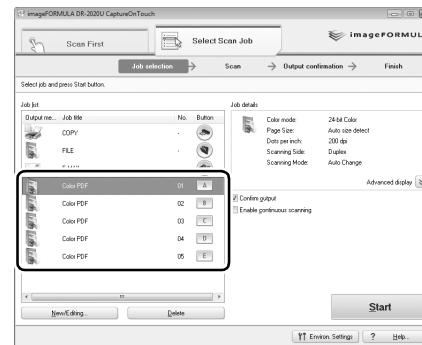 imageFORMULA DR-2020U CaptureOnTouch
Scan First
Select Scan Job
imageFORMUL
Job selection
Scan
Output confirmation
Finish
Select job and press Start button.
Job list
Output me... Job title No. Button
COPY -
FILE -
E-MAIL
Color PDF 01 A
Color PDF 02 B
Color PDF 03 C
Color PDF 04 D
Color PDF 05 E
New/Editing...
Delete
Job details
Color mode: 24-bit Color
Page Size: Auto size detect
Dots per inch: 200 dpi
Scanning Side: Duplex
Scanning Mode: Auto Change
Advanced display
Confirm output
Enable continuous scanning
Start
Environ. Settings
? Help...